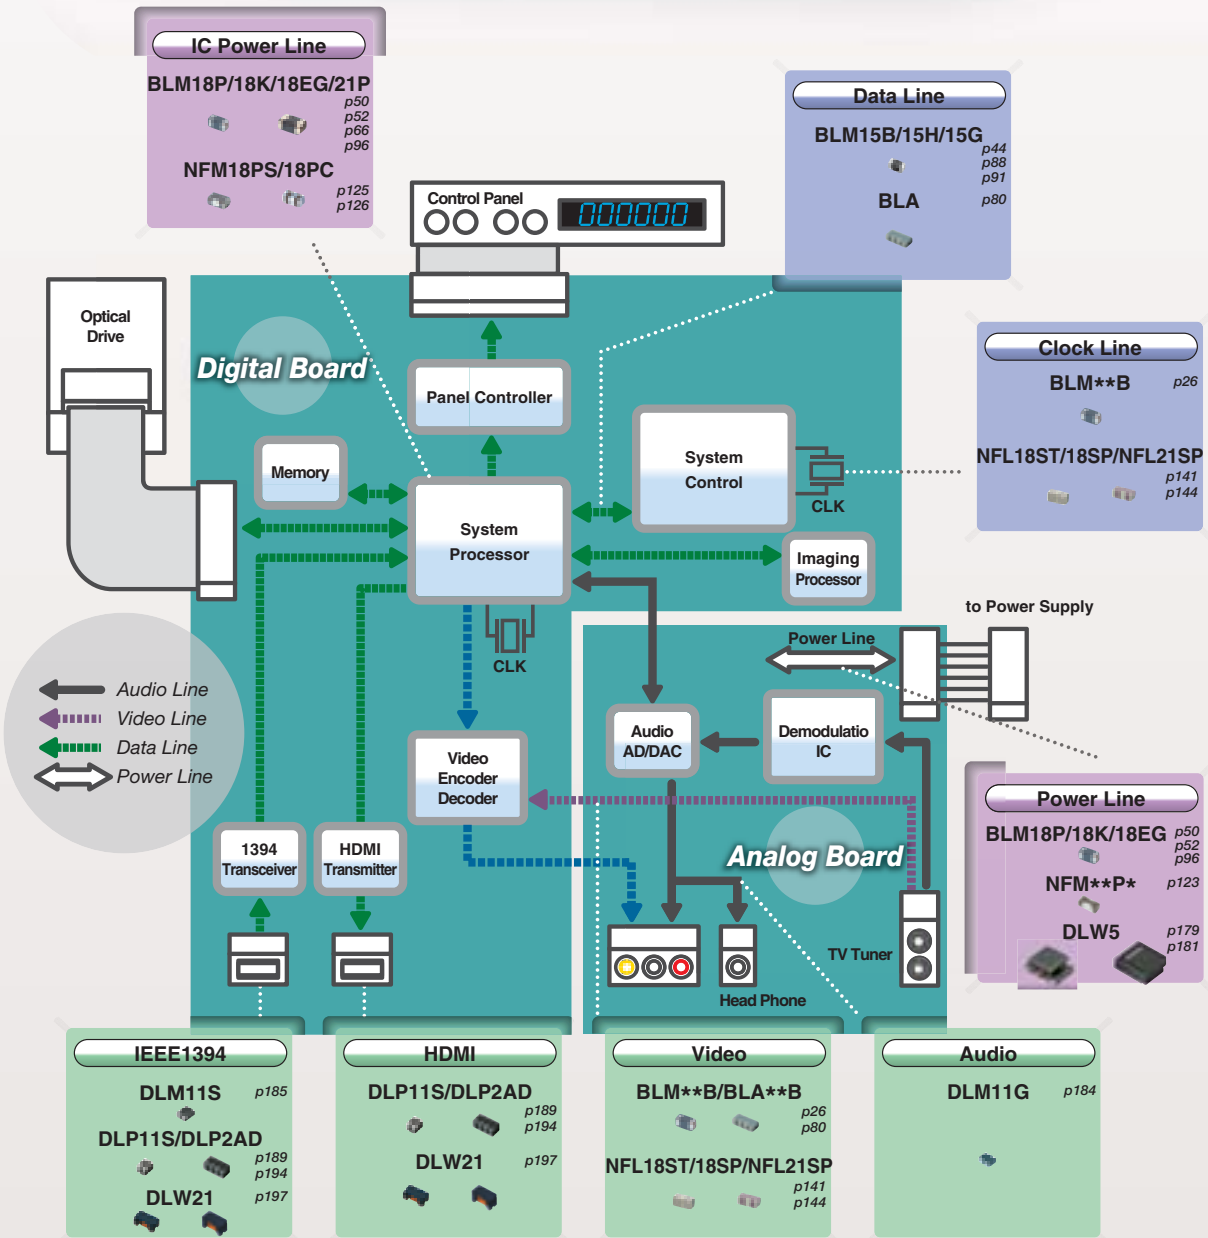 IC Power Line
BLM18P/18K/18EG/21P
p50
p52
p66
p96
NFM18PS/18PC
p125
p126
Data Line
BLM15B/15H/15G
p44
p88
p91
BLA p80
Control Panel
000000
Optical
Drive
Digital Board
Panel Controller
Clock Line
BLM**B p26
NFL18ST/18SP/NFL21SP
p141
p144
Memory
System
Control
CLK
System
Processor
Imaging
Processor
CLK
to Power Supply
Power Line
Audio Line
Video Line
Data Line
Power Line
Audio
AD/DAC
Demodulatio
IC
Video
Encoder
Decoder
Power Line
BLM18P/18K/18EG p50
p52
p96
NFM**P* p123
DLW5 p179
p181
1394
Transceiver
HDMI
Transmitter
Analog Board
TV Tuner
Head Phone
IEEE1394
DLM11S p185
DLP11S/DLP2AD
p189
p194
DLW21 p197
HDMI
DLP11S/DLP2AD
p189
p194
DLW21 p197
Video
BLM**B/BLA**B
p26
p80
NFL18ST/18SP/NFL21SP
p141
p144
Audio
DLM11G p184